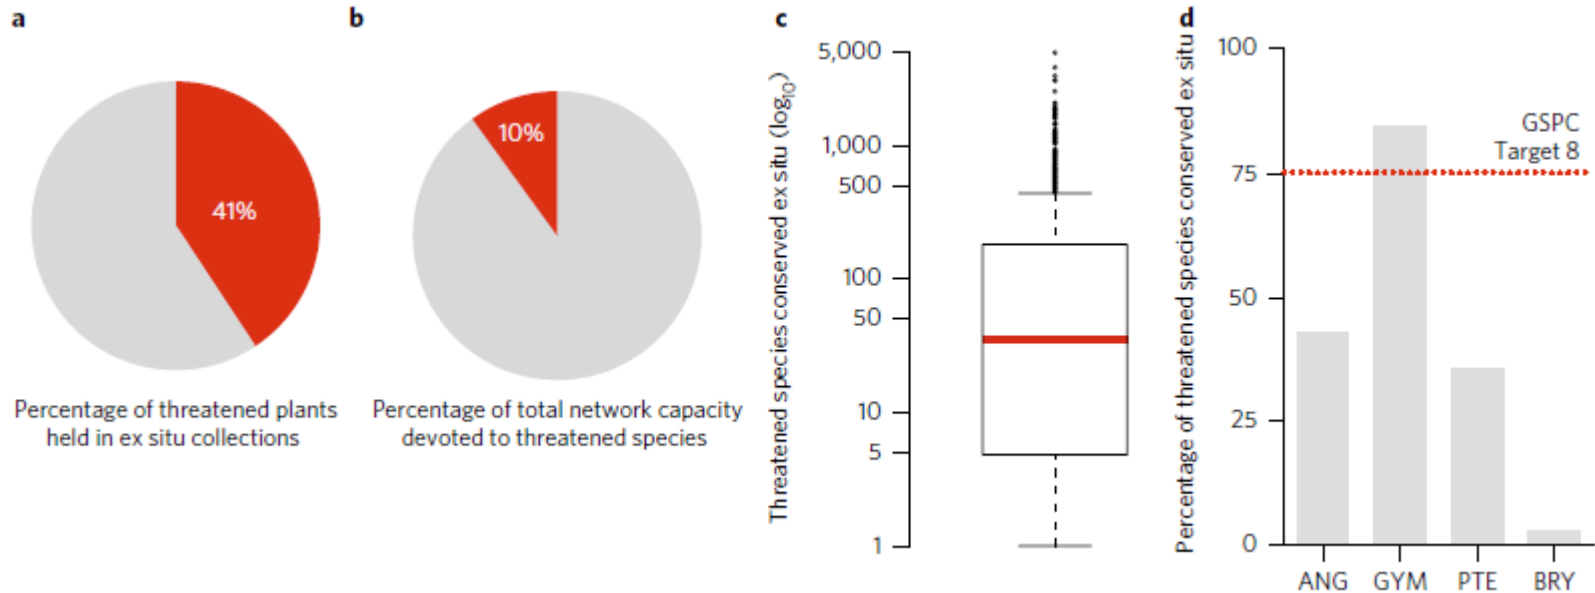 a
41%
Percentage of threatened plants
held in ex situ collections
b
10%
Percentage of total network capacity
devoted to threatened species
c
Threatened species conserved ex situ (log10)
5,000
1,000
500
100
50
10
5
1
d
Percentage of threatened species conserved ex situ
100
75
50
25
0
GSPC
Target 8
ANG GYM PTE BRY